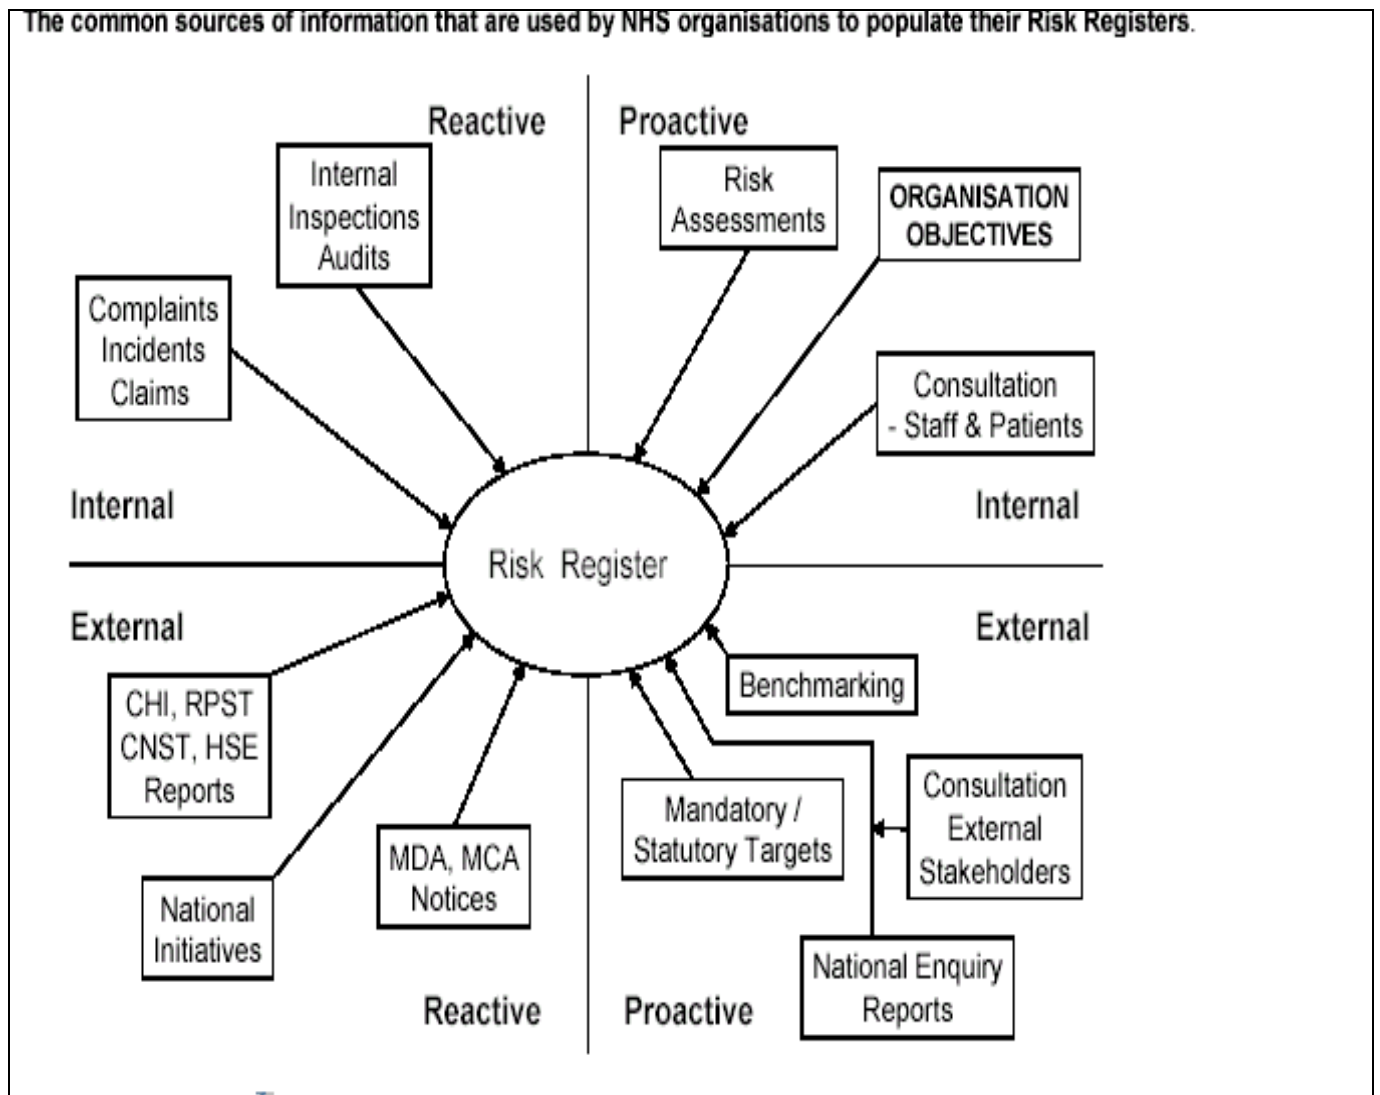 The common sources of information that are used by NHS organisations to populate their Risk Registers.
Reactive
Proactive
Internal
Inspections
Audits
Risk
Assessments
ORGANISATION
OBJECTIVES
Complaints
Incidents
Claims
Consultation
- Staff & Patients
Internal
Internal
Risk Register
External
External
CHI, RPST
CNST, HSE
Reports
Benchmarking
Mandatory /
Statutory Targets
Consultation
External
Stakeholders
MDA, MCA
Notices
National
Initiatives
National Enquiry
Reports
Reactive
Proactive